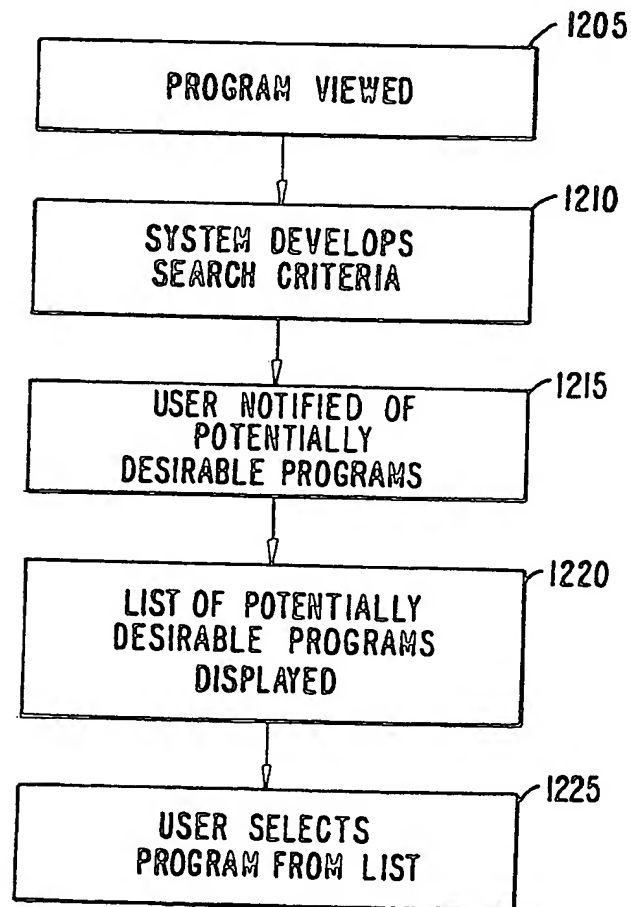 1205
PROGRAM VIEWED
1210
SYSTEM DEVELOPS
SEARCH CRITERIA
1215
USER NOTIFIED OF
POTENTIALLY
DESIRABLE PROGRAMS
1220
LIST OF POTENTIALLY
DESIRABLE PROGRAMS
DISPLAYED
1225
USER SELECTS
PROGRAM FROM LIST